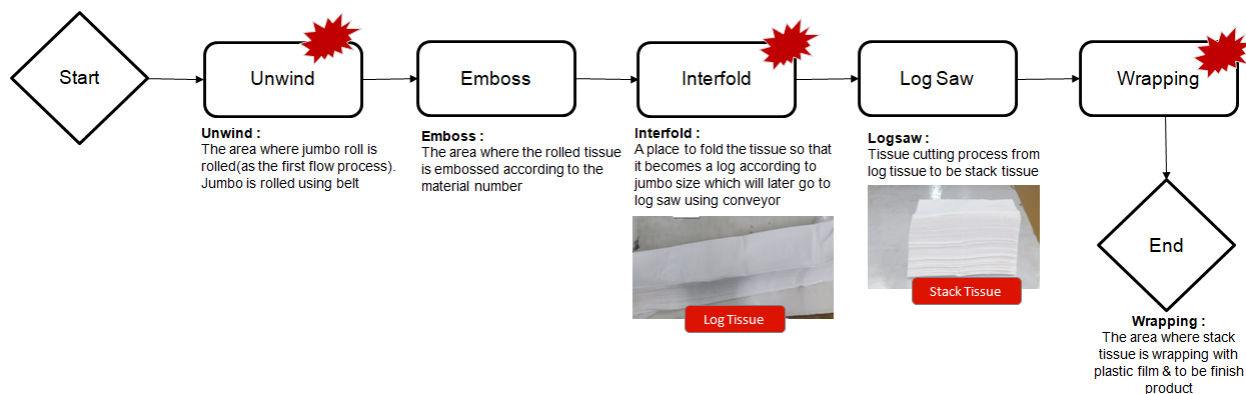 Start
Unwind
Emboss
Interfold
Log Saw
Wrapping
Unwind :
The area where jumbo roll is
rolled(as the first flow process).
Jumbo is rolled using belt
Emboss :
The area where the rolled tissue
is embossed according to the
material number
Interfold :
A place to fold the tissue so that
it becomes a log according to
jumbo size which will later go to
log saw using conveyor
Log Tissue
Logsaw :
Tissue cutting process from
log tissue to be stack tissue
Stack Tissue
End
Wrapping :
The area where stack
tissue is wrapping with
plastic film & to be finish
product